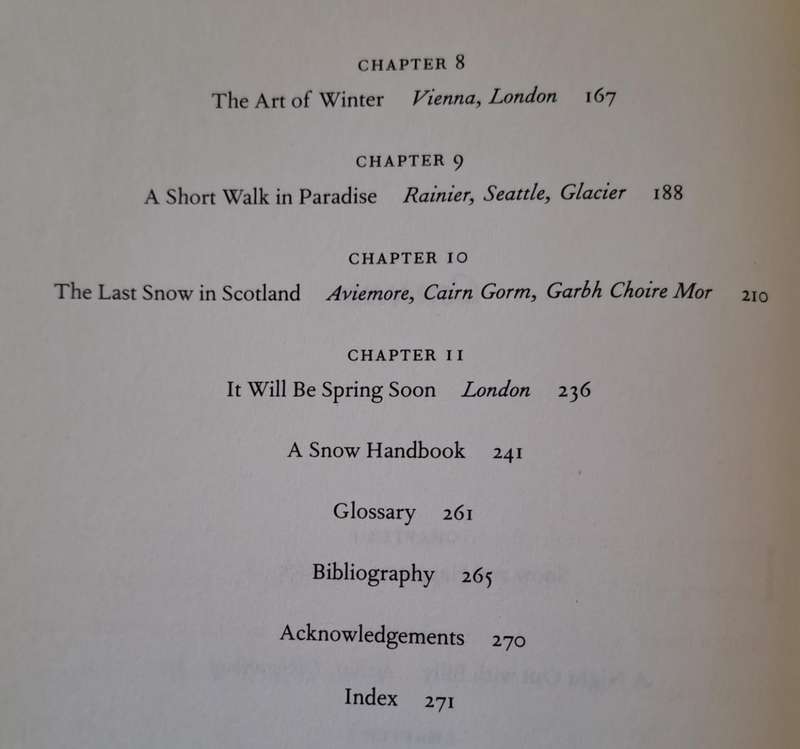 CHAPTER 8
The Art of Winter Vienna, London 167
CHAPTER 9
A Short Walk in Paradise Rainier, Seattle, Glacier 188
CHAPTER 10
The Last Snow in Scotland Aviemore, Cairn Gorm, Garbh Choire Mor 210
CHAPTER 11
It Will Be Spring Soon London 236
A Snow Handbook 241
Glossary 261
Bibliography 265
Acknowledgements 270
Index 271